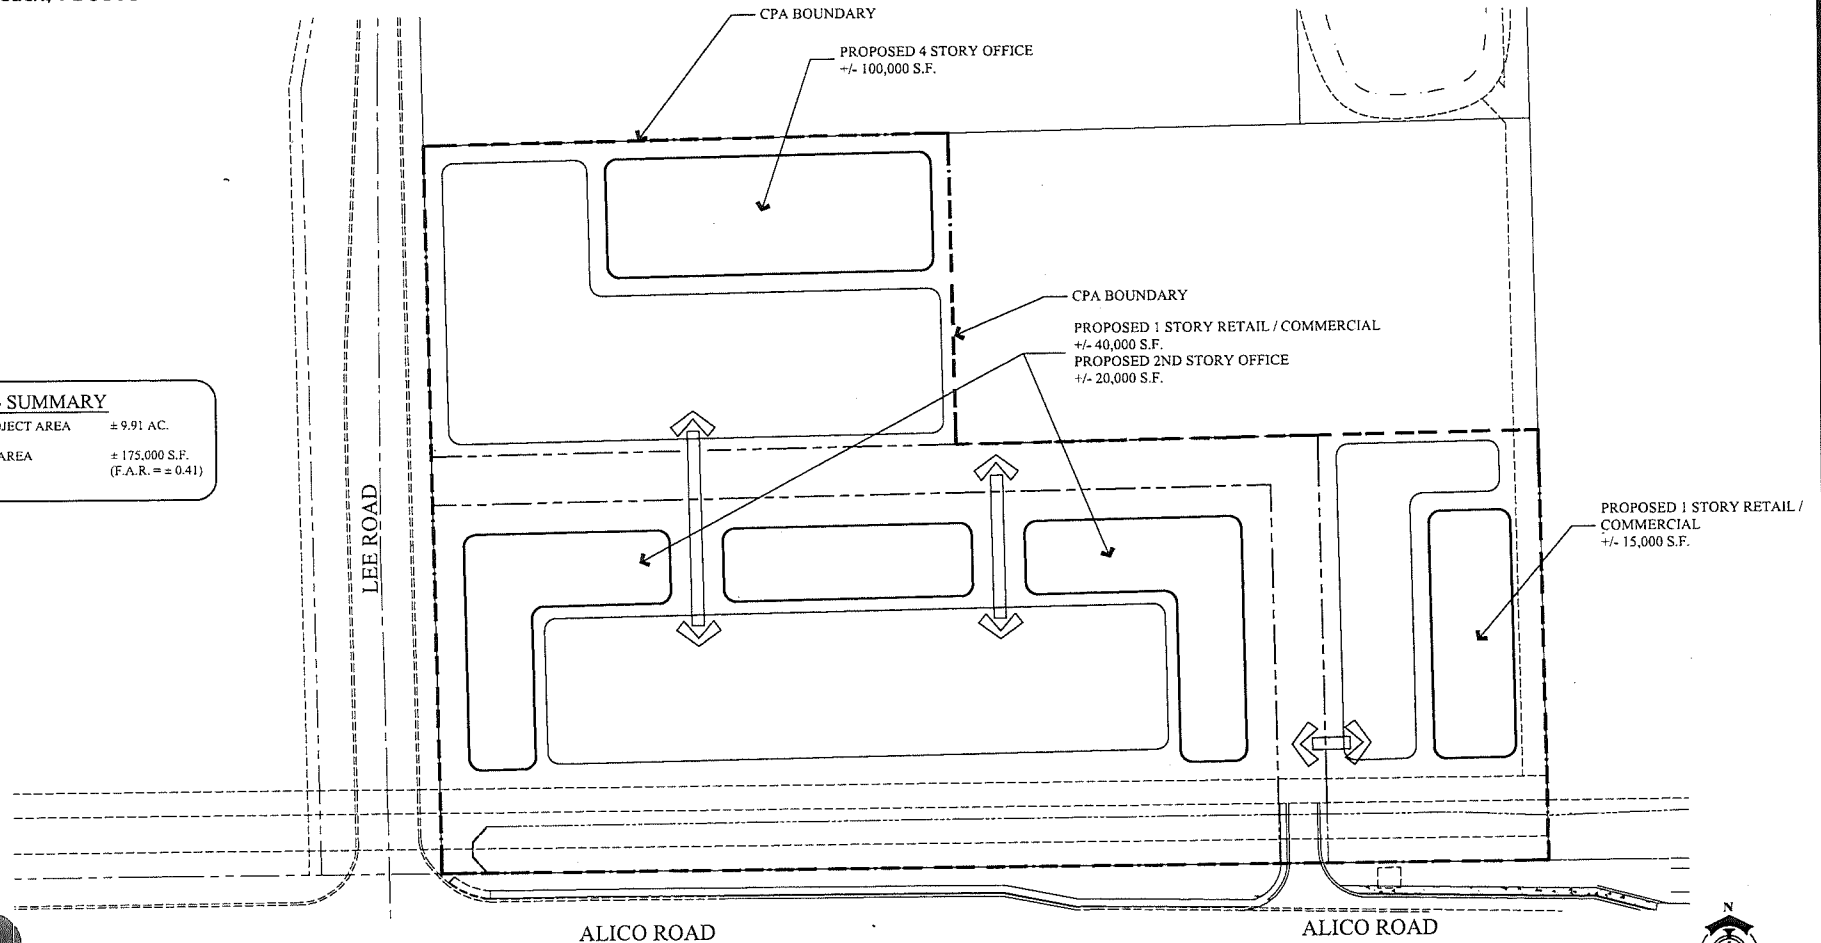 CPA BOUNDARY
PROPOSED 4 STORY OFFICE
+/- 100,000 S.F.
CPA BOUNDARY
PROPOSED 1 STORY RETAIL / COMMERCIAL
+/- 40,000 S.F.
PROPOSED 2ND STORY OFFICE
+/- 20,000 S.F.
SUMMARY
JECT AREA ± 9.91 AC.
AREA ± 175,000 S.F.
(F.A.R. = ± 0.41)
LEE ROAD
PROPOSED 1 STORY RETAIL /
COMMERCIAL
+/- 15,000 S.F.
ALICO ROAD
ALICO ROAD
N